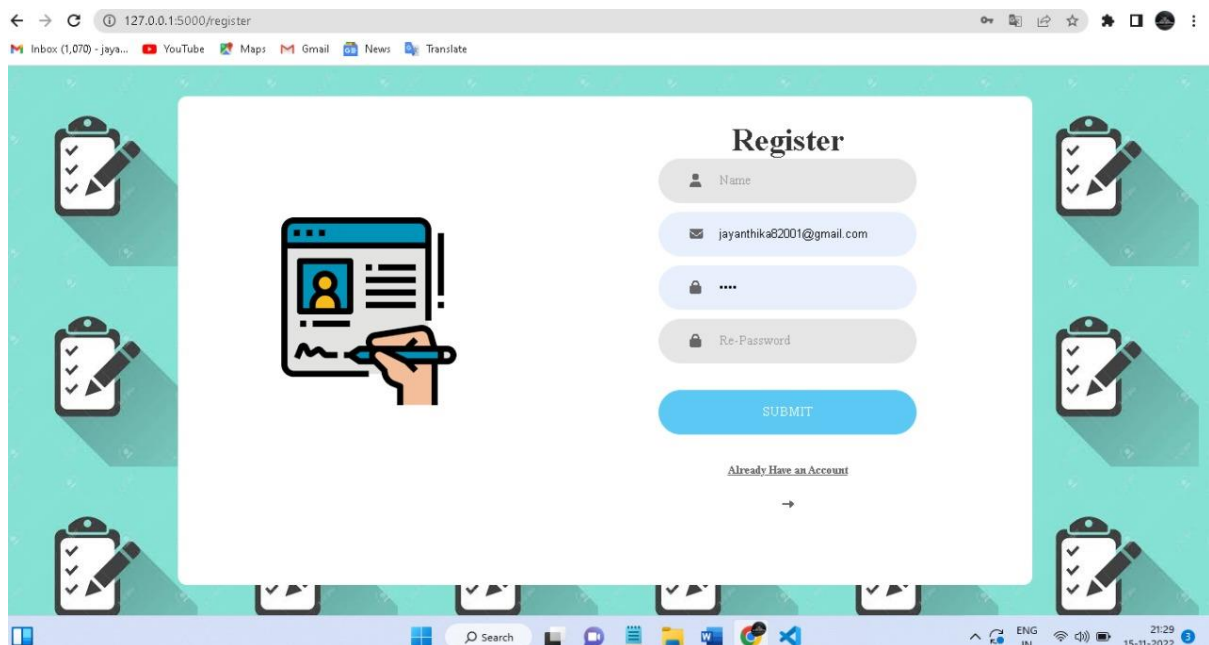 127.0.0.1:5000/register
Inbox (1,070) - jaya... YouTube Maps Gmail News Translate
Register
Name
jayanthika82001@gmail.com
••••
Re-Password
SUBMIT
Already Have an Account
→
Search
ENG
IN
21:29
15-11-2022
3